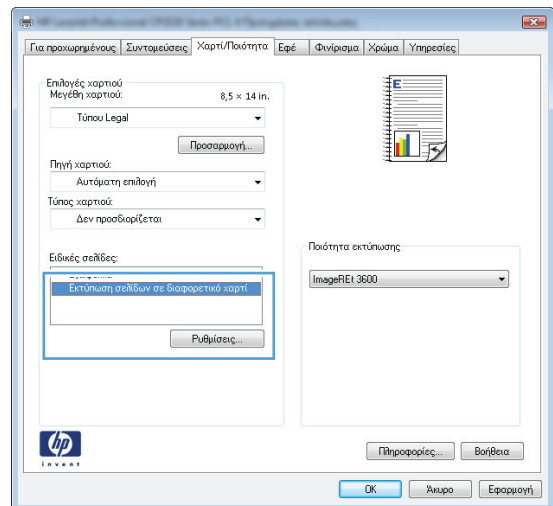 Για προχωρημένους Συντομεύσεις Χαρτί/Ποιότητα Εφέ Φινίρισμα Χρώμα Υπηρεσίες
Επιλογές χαρτιού
Μεγέθη χαρτιού: 8,5 × 14 in.
Τύπου Legal
Προσαρμογή...
Πηγή χαρτιού:
Αυτόματη επιλογή
Τύπος χαρτιού:
Δεν προσδιορίζεται
Ειδικές σελίδες:
Εκτύπωση σελίδων σε διαφορετικό χαρτί
Ρυθμίσεις...
Ποιότητα εκτύπωσης
ImageREt 3600
E
hp
invent
Πληροφορίες... Βοήθεια
OK Άκυρο Εφαρμογή